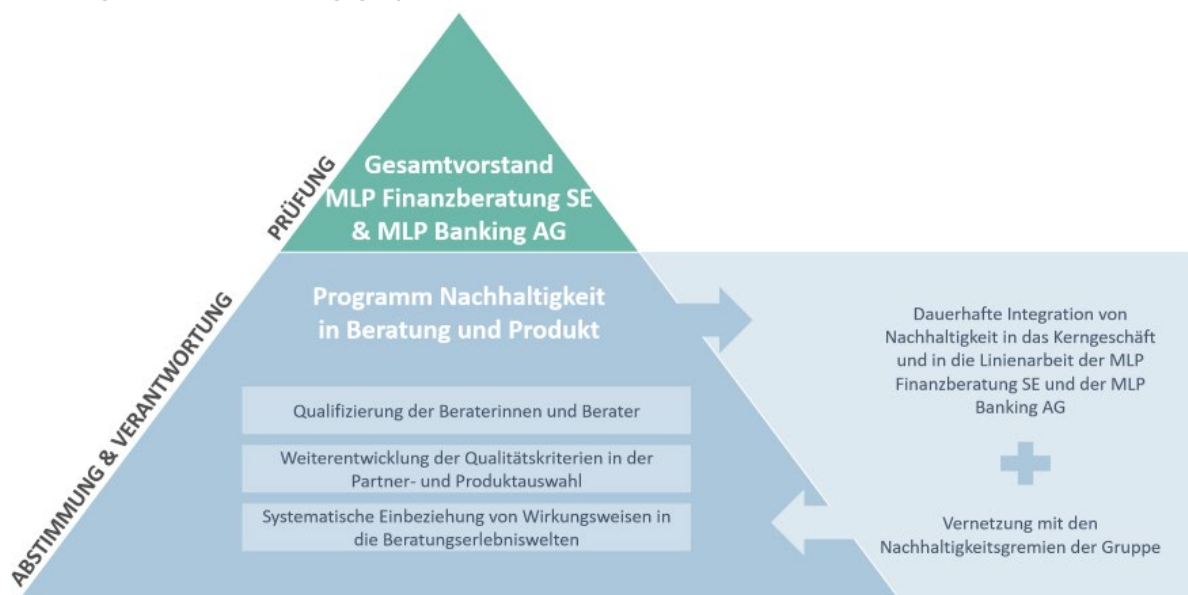 PRÜFUNG
Gesamtvorstand
MLP Finanzberatung SE
& MLP Banking AG
ABSTIMMUNG & VERANTWORTUNG
Programm Nachhaltigkeit
in Beratung und Produkt
Qualifizierung der Beraterinnen und Berater
Weiterentwicklung der Qualitätskriterien in der
Partner- und Produktauswahl
Systematische Einbeziehung von Wirkungsweisen in
die Beratungserlebniswelten
Dauerhafte Integration von
Nachhaltigkeit in das Kerngeschäft
und in die Linienarbeit der MLP
Finanzberatung SE und der MLP
Banking AG
Vernetzung mit den
Nachhaltigkeitsgremien der Gruppe